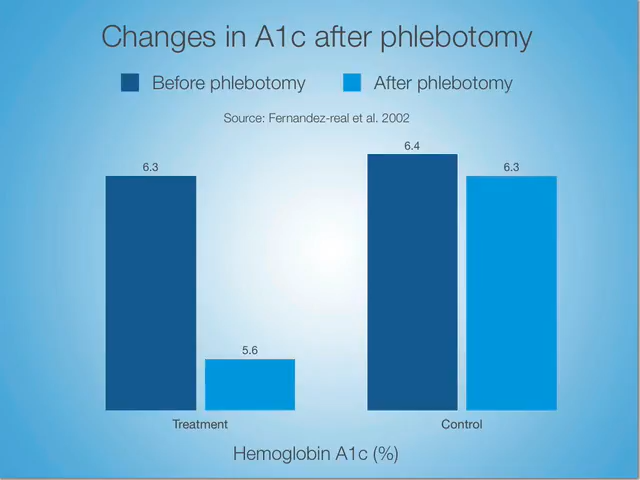 Changes in A1c after phlebotomy
Before phlebotomy After phlebotomy
Source: Fernandez-real et al. 2002
6.3 5.6 6.4 6.3
Treatment Control
Hemoglobin A1c (%)